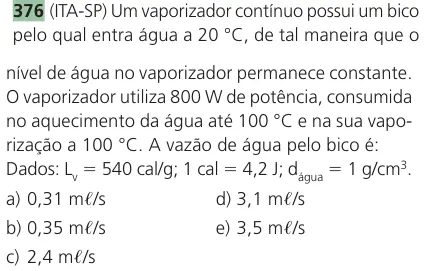 376 (ITA-SP) Um vaporizador contínuo possui um bico
pelo qual entra água a 20 °C, de tal maneira que o
nível de água no vaporizador permanece constante.
O vaporizador utiliza 800 W de potência, consumida
no aquecimento da água até 100 °C e na sua vapo-
rização a 100 °C. A vazão de água pelo bico é:
Dados: Lᵥ = 540 cal/g; 1 cal = 4,2 J; d água = 1 g/cm³.
a) 0,31 mℓ/s
d) 3,1 mℓ/s
b) 0,35 mℓ/s
e) 3,5 mℓ/s
c) 2,4 mℓ/s